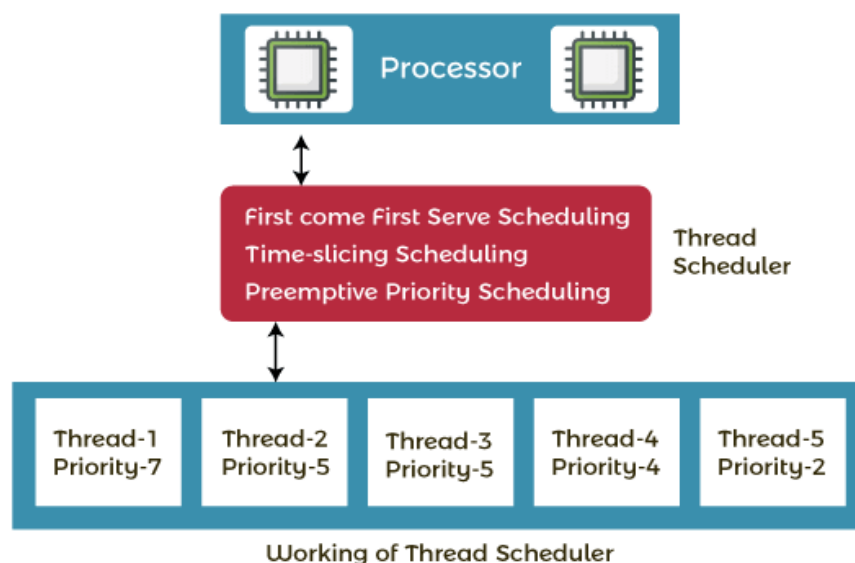 Processor
First come First Serve Scheduling
Time-slicing Scheduling
Preemptive Priority Scheduling
Thread
Scheduler
Thread-1
Priority-7
Thread-2
Priority-5
Thread-3
Priority-5
Thread-4
Priority-4
Thread-5
Priority-2
Working of Thread Scheduler